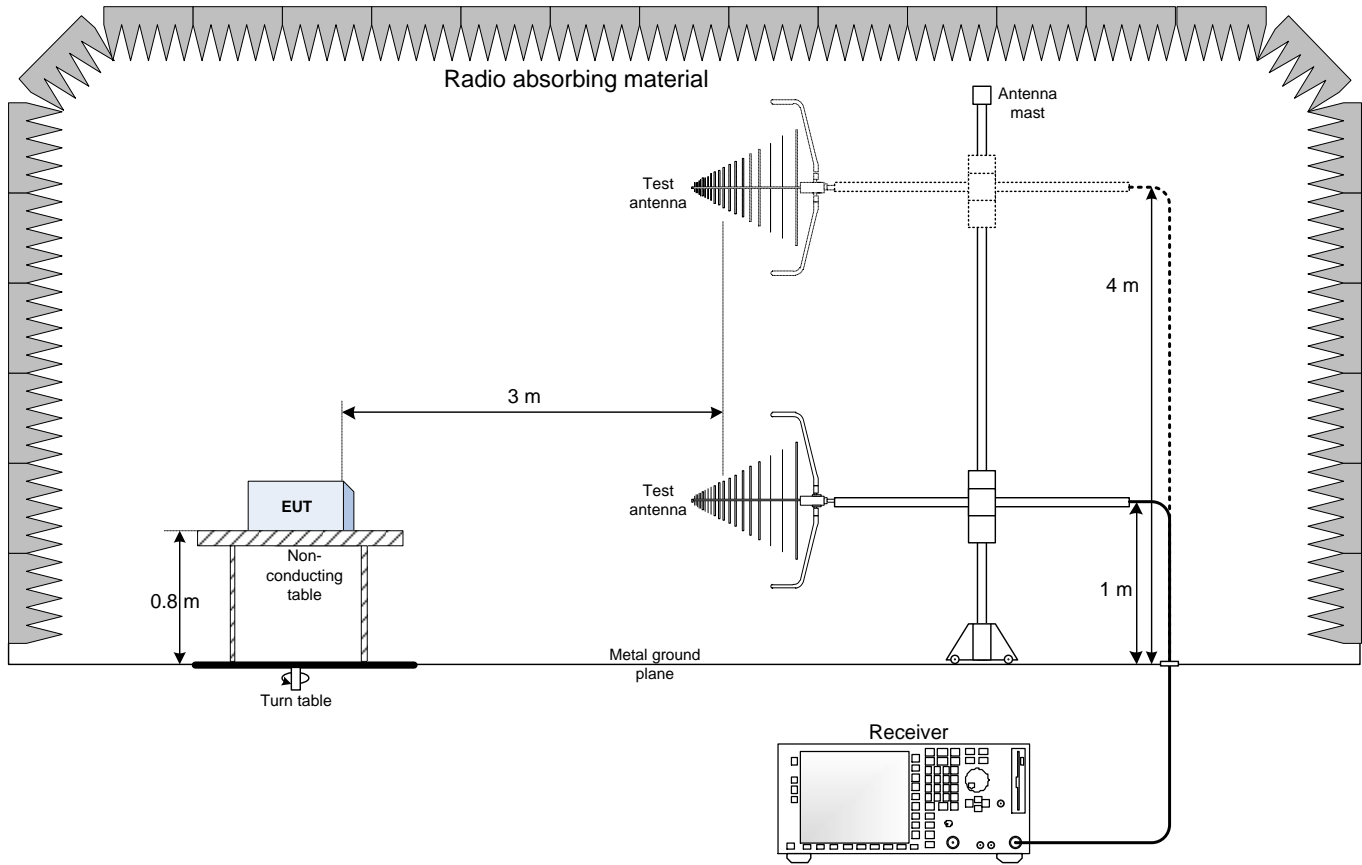 Radio absorbing material
Antenna
mast
Test
antenna
4 m
3 m
Test
antenna
EUT
Non-
conducting
table
0.8 m
1 m
Metal ground
plane
Turn table
Receiver